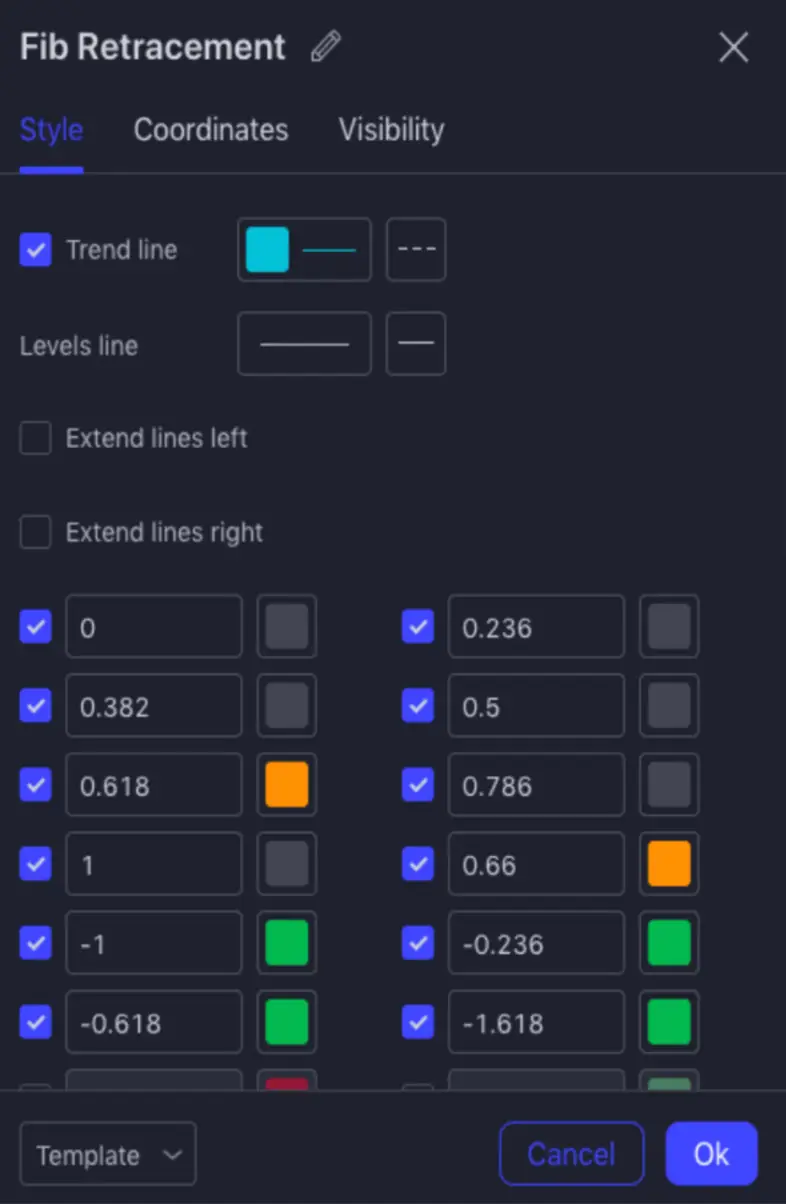 Fib Retracement
Style Coordinates Visibility
Trend line
Levels line
Extend lines left
Extend lines right
0 0.236
0.382 0.5
0.618 0.786
1 0.66
-1 -0.236
-0.618 -1.618
Template Cancel Ok